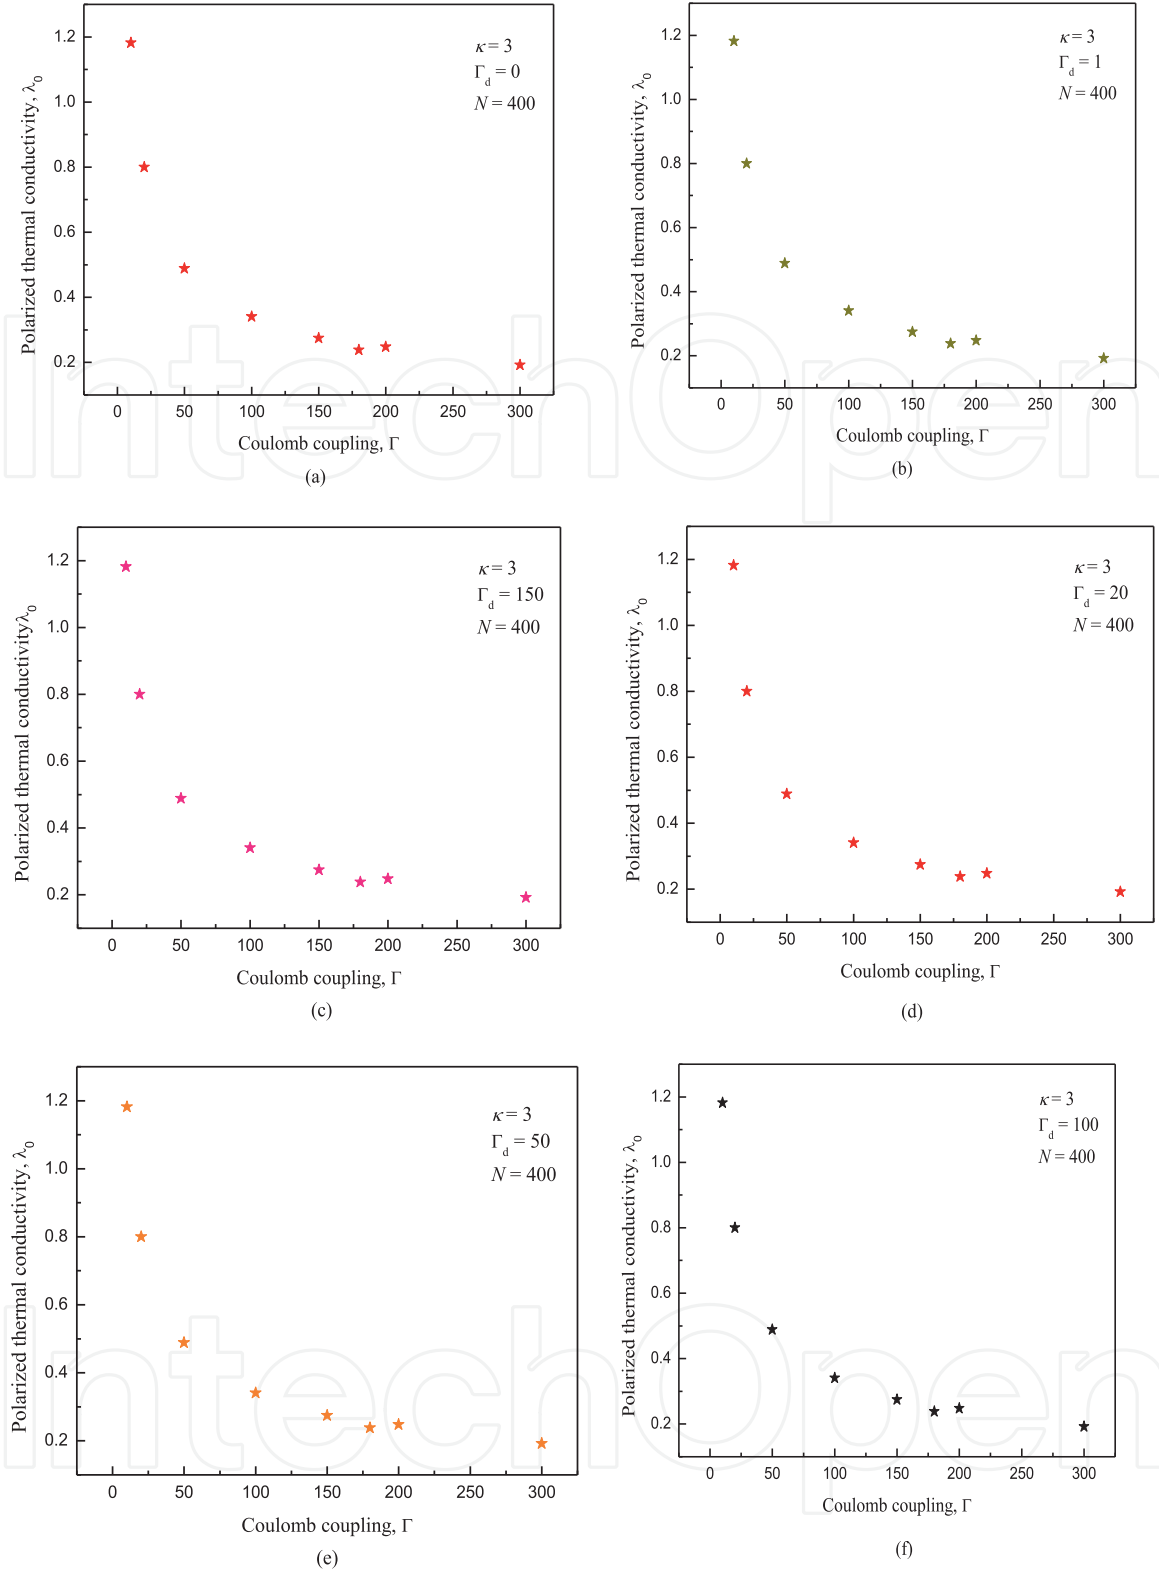 κ = 3
Γd = 0
N = 400
Polarized thermal conductivity, λ0
1.2
1.0
0.8
0.6
0.4
0.2
0 50 100 150 200 250 300
Coulomb coupling, Γ
(a)
κ = 3
Γd = 1
N = 400
Polarized thermal conductivity, λ0
1.2
1.0
0.8
0.6
0.4
0.2
0 50 100 150 200 250 300
Coulomb coupling, Γ
(b)
κ = 3
Γd = 150
N = 400
Polarized thermal conductivityλ0
1.2
1.0
0.8
0.6
0.4
0.2
0 50 100 150 200 250 300
Coulomb coupling, Γ
(c)
κ = 3
Γd = 20
N = 400
Polarized thermal conductivity, λ0
1.2
1.0
0.8
0.6
0.4
0.2
0 50 100 150 200 250 300
Coulomb coupling, Γ
(d)
κ = 3
Γd = 50
N = 400
Polarized thermal conductivity, λ0
1.2
1.0
0.8
0.6
0.4
0.2
0 50 100 150 200 250 300
Coulomb coupling, Γ
(e)
κ = 3
Γd = 100
N = 400
Polarized thermal conductivity, λ0
1.2
1.0
0.8
0.6
0.4
0.2
0 50 100 150 200 250 300
Coulomb coupling, Γ
(f)
IntechOpen
IntechOpen